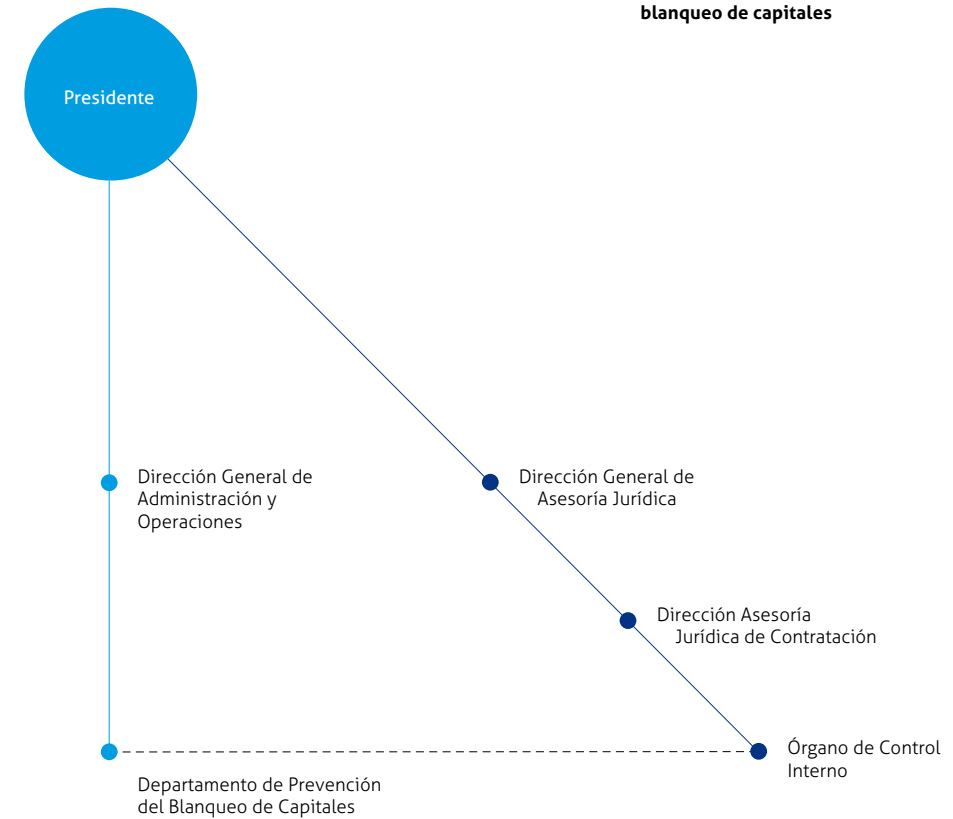 blanqueo de capitales
Presidente
Dirección General de
Administración y
Operaciones
Dirección General de
Asesoría Jurídica
Dirección Asesoría
Jurídica de Contratación
Órgano de Control
Interno
Departamento de Prevención
del Blanqueo de Capitales